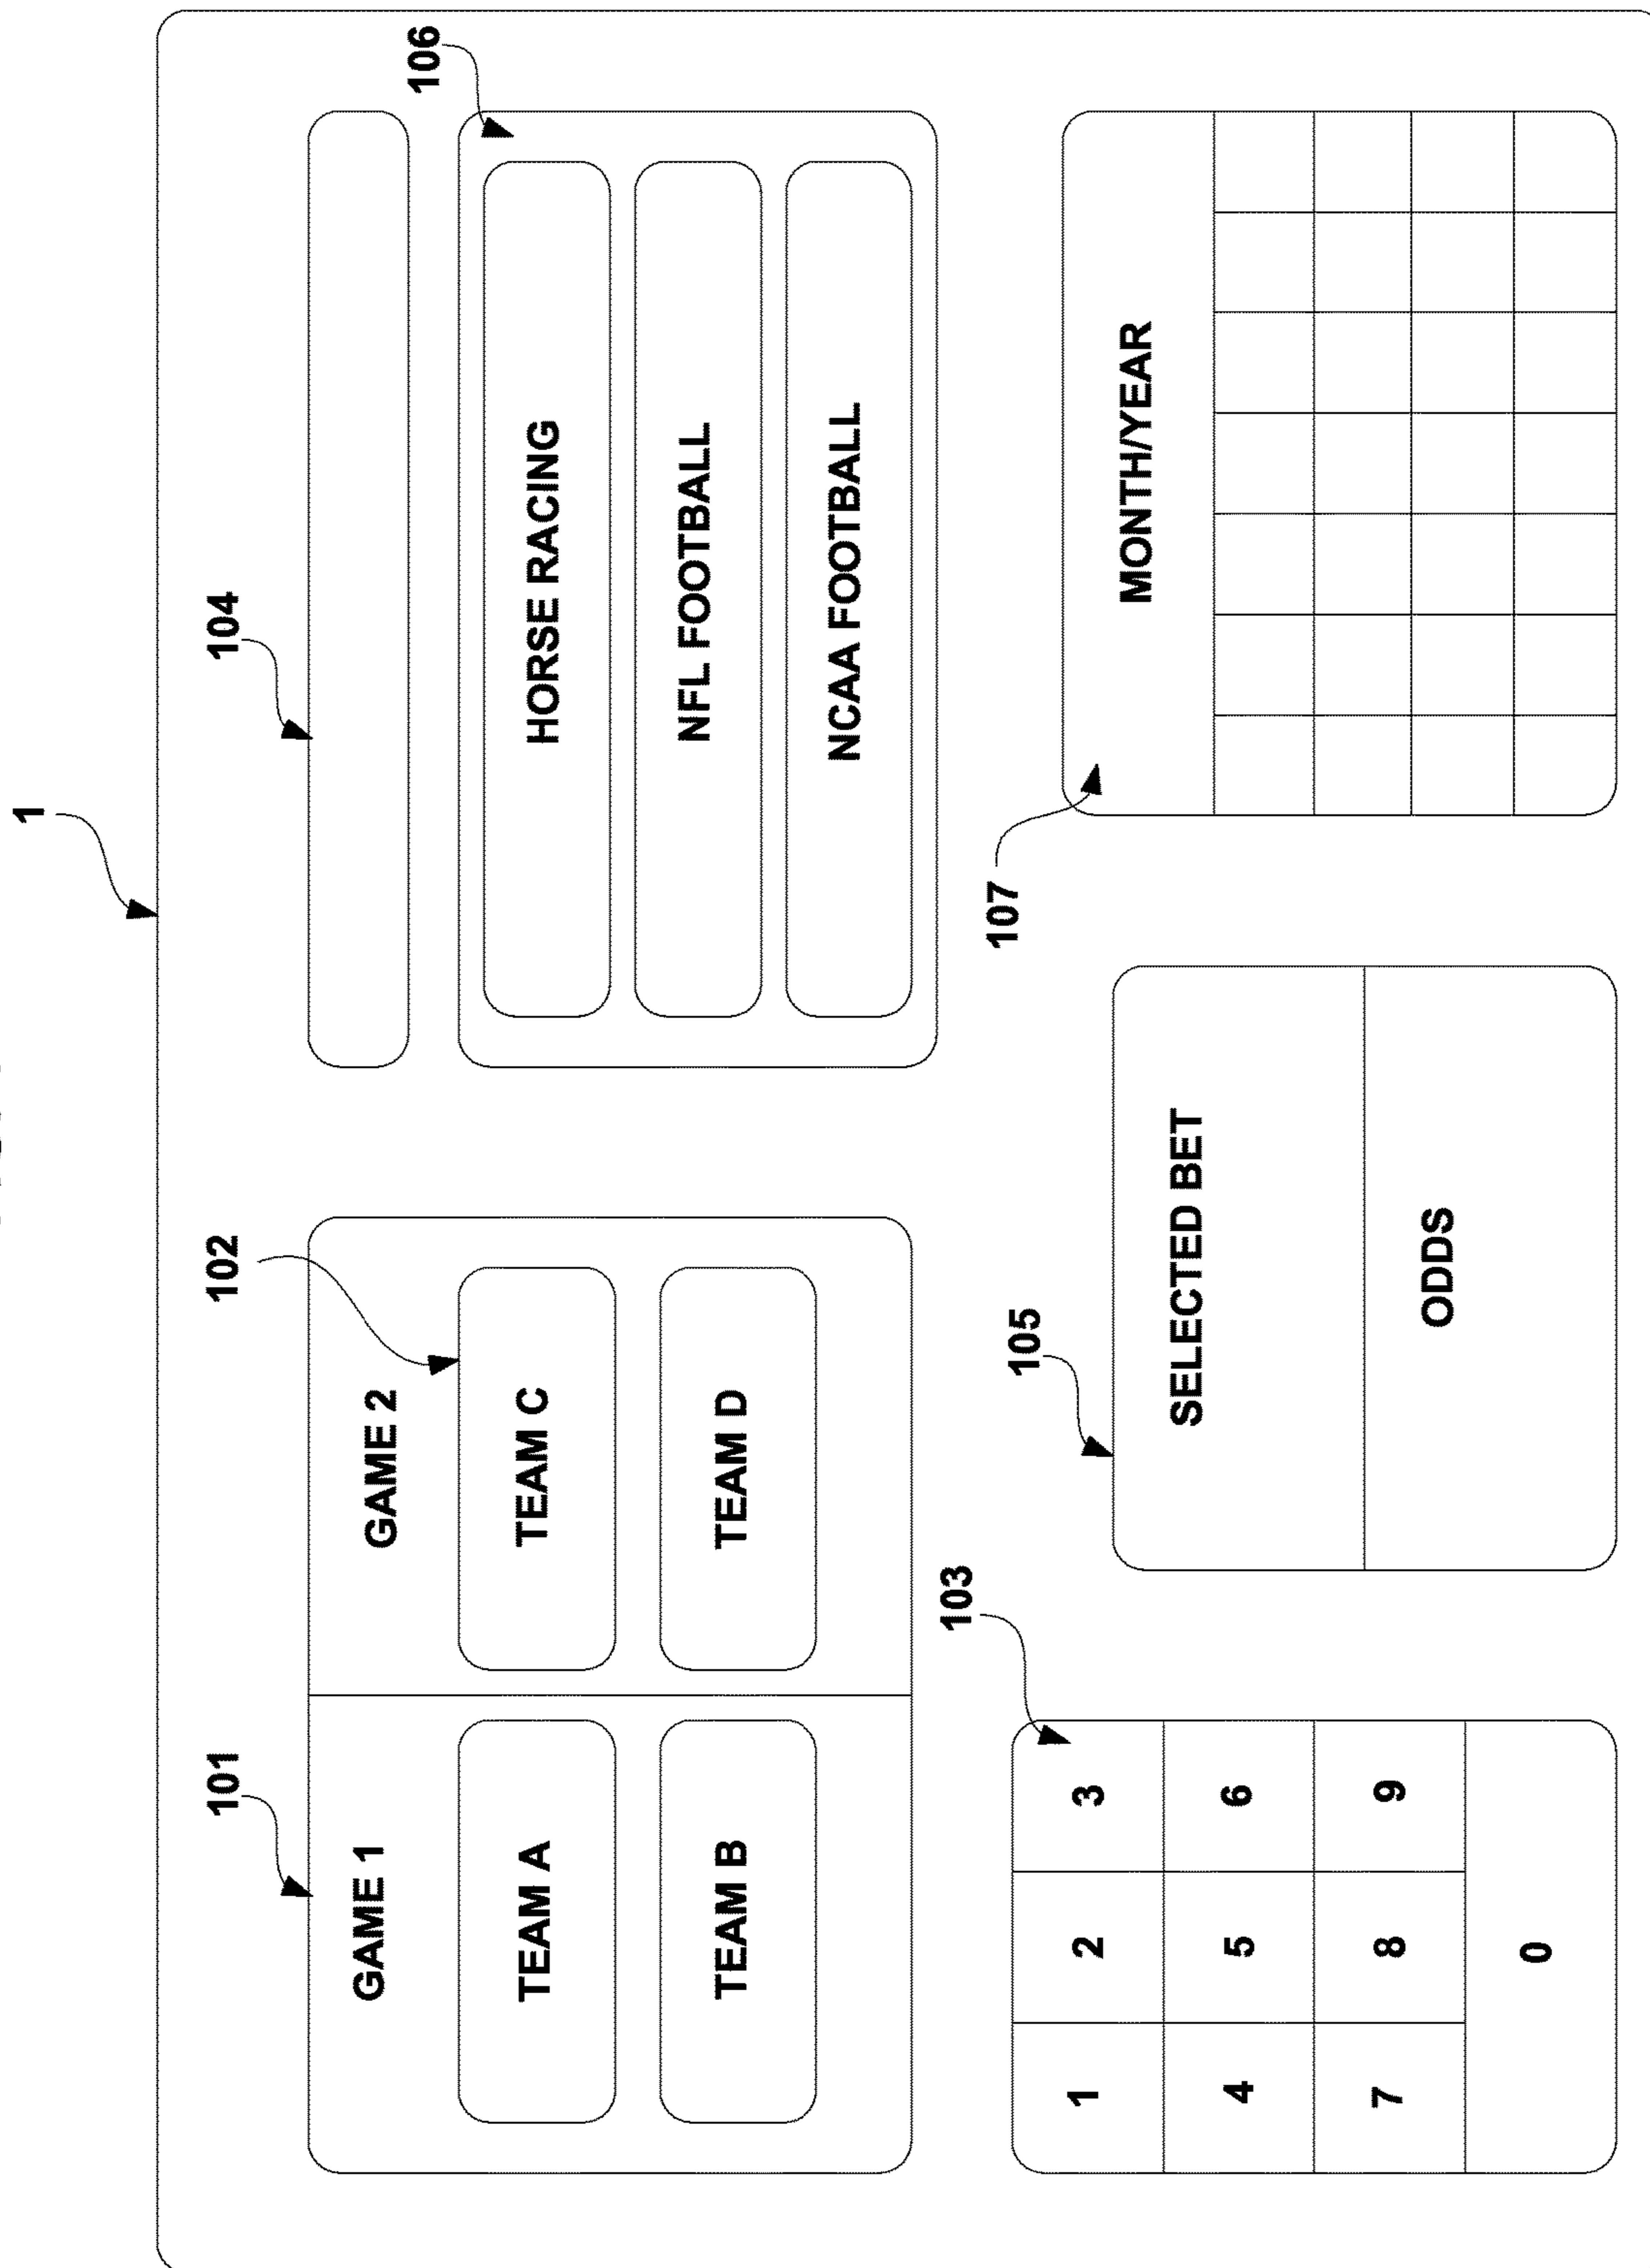 1
101
102
104
GAME 1
GAME 2
TEAM A
TEAM C
TEAM B
TEAM D
106
HORSE RACING
NFL FOOTBALL
NCAA FOOTBALL
103
1 2 3
4 5 6
7 8 9
0
105
SELECTED BET
ODDS
107
MONTH/YEAR